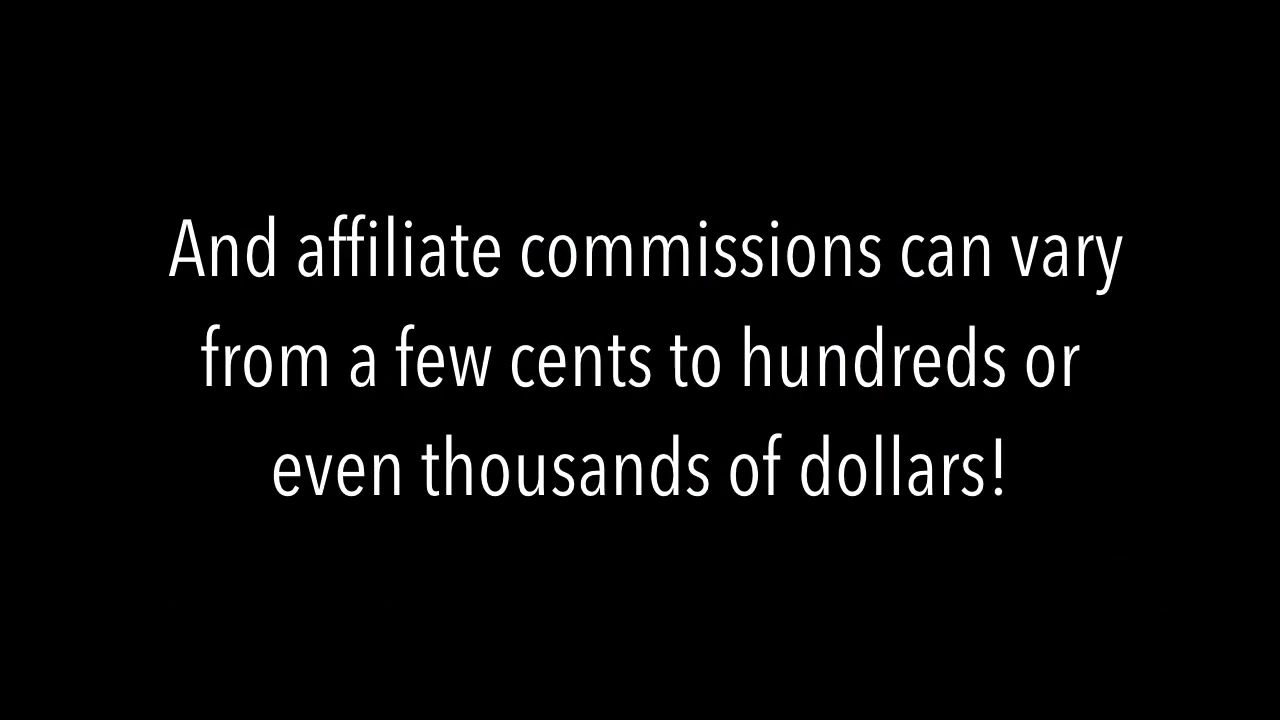 And affiliate commissions can vary
from a few cents to hundreds or
even thousands of dollars!